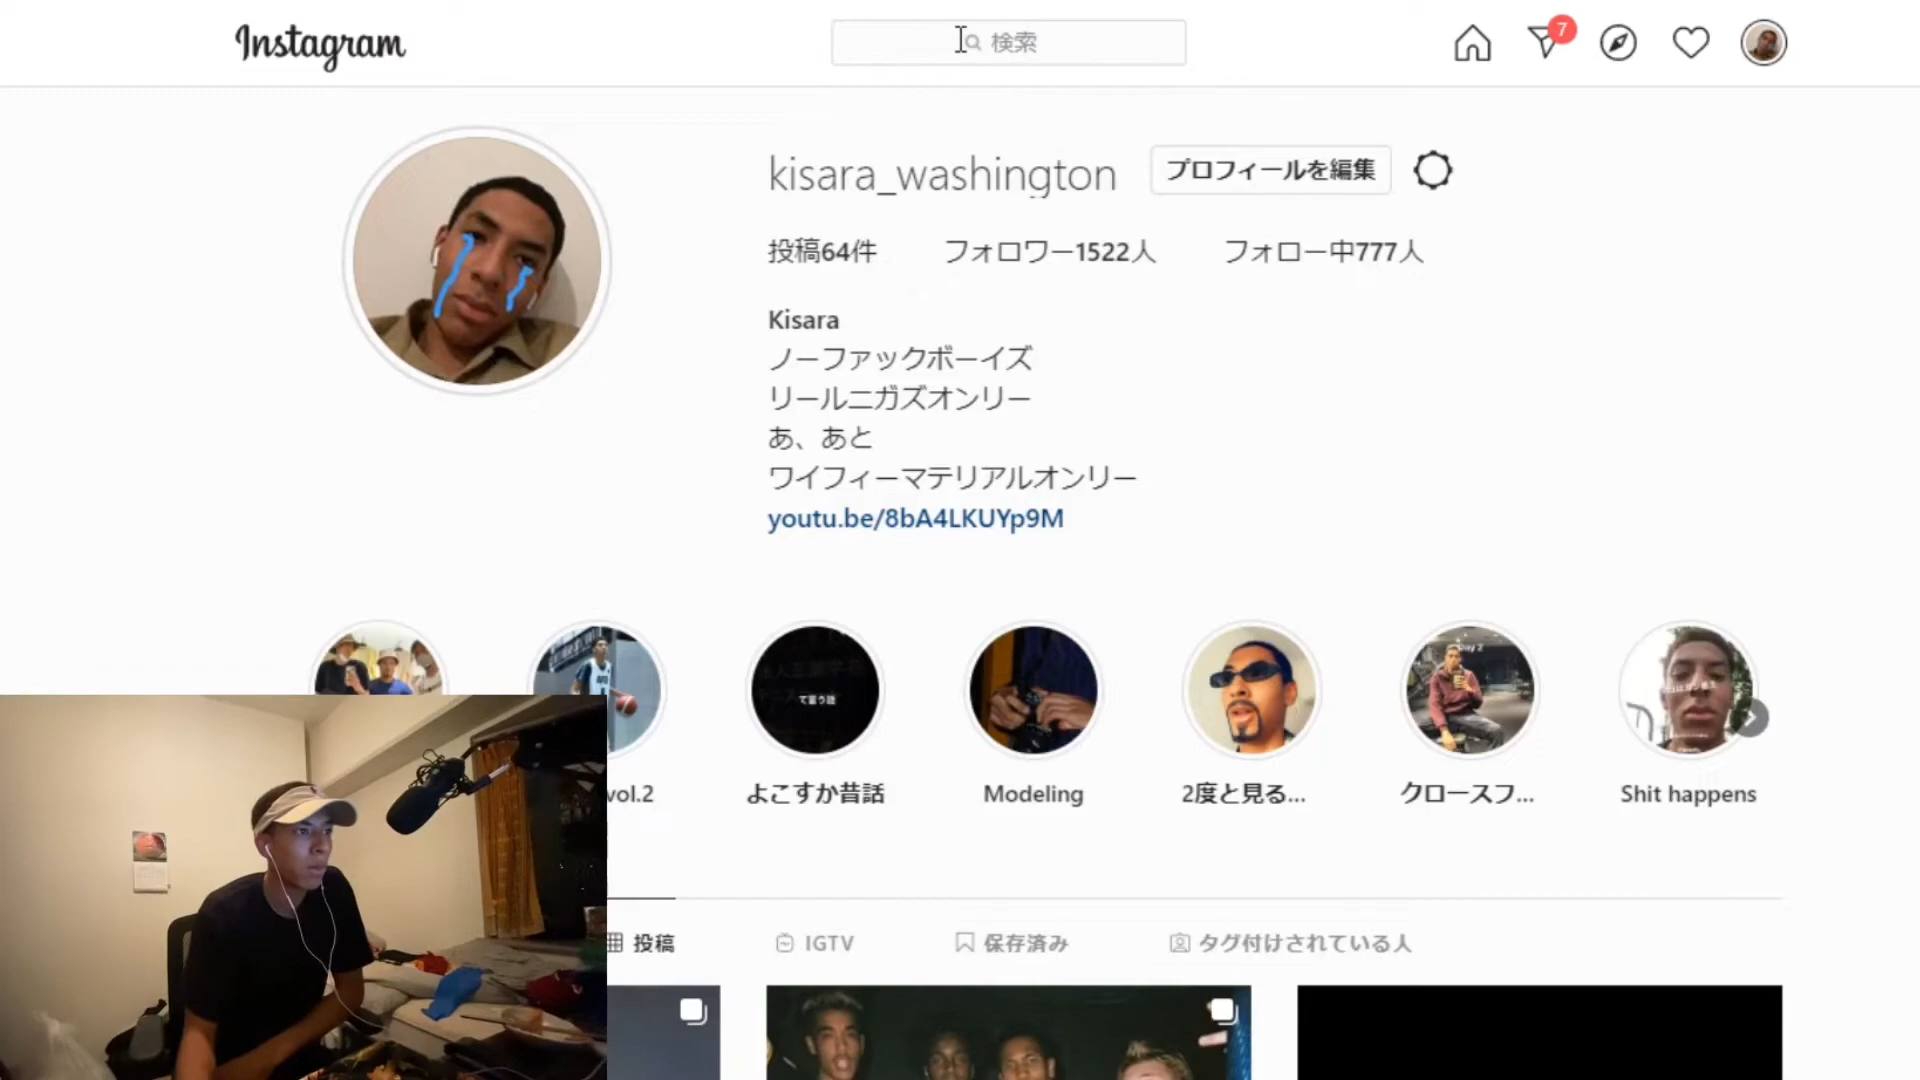 Instagram
検索
7
kisara_washington
プロフィールを編集
投稿64件 フォロワー1522人 フォロー中777人
Kisara
ノーファックボーイズ
リールニガズオンリー
あ、あと
ワイフィーマテリアルオンリー
youtu.be/8bA4LKUYp9M
て言う話
Day 2
vol.2 よこすか昔話 Modeling 2度と見る... クロースフ... Shit happens
投稿 IGTV 保存済み タグ付けされている人